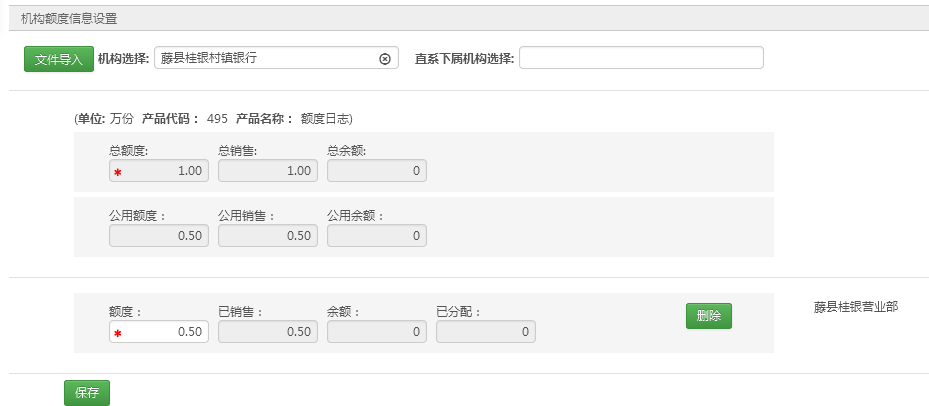 机构额度信息设置
文件导入 机构选择: 藤县桂银村镇银行 直系下属机构选择:
(单位: 万份 产品代码： 495 产品名称： 额度日志)
总额度: 总销售: 总余额:
* 1.00 1.00 0
公用额度： 公用销售： 公用余额：
0.50 0.50 0
额度： 已销售： 余额： 已分配： 删除 藤县桂银营业部
* 0.50 0.50 0 0
保存